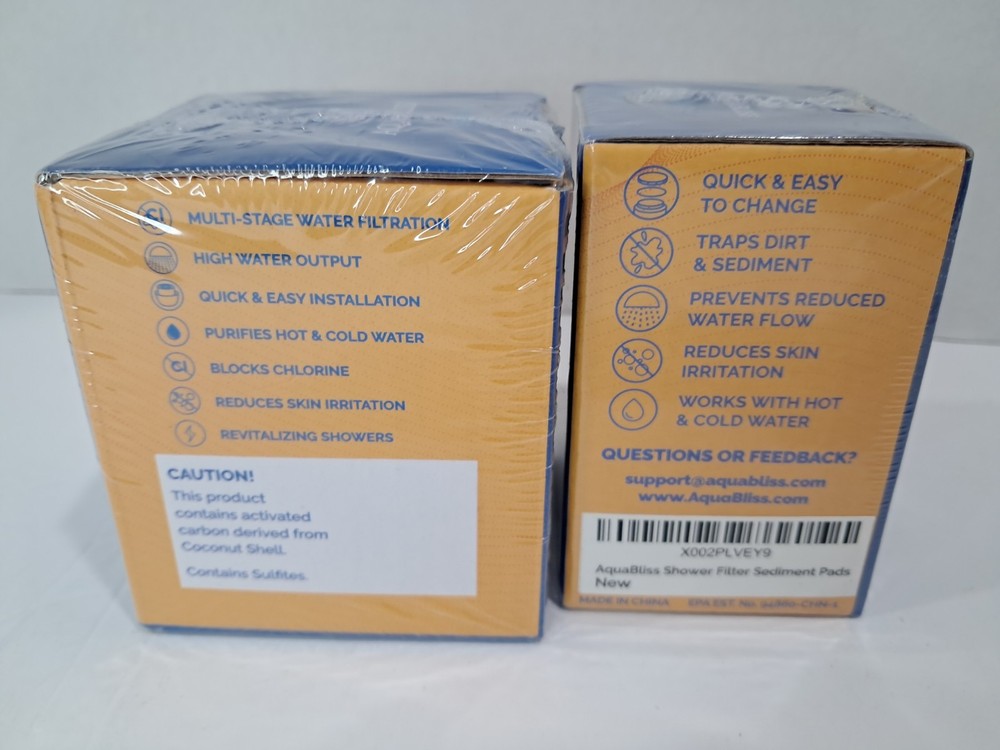 MULTI-STAGE WATER FILTRATION
HIGH WATER OUTPUT
QUICK & EASY INSTALLATION
PURIFIES HOT & COLD WATER
BLOCKS CHLORINE
REDUCES SKIN IRRITATION
REVITALIZING SHOWERS
CAUTION!
This product
contains activated
carbon derived from
Coconut Shell.
Contains Sulfites.
QUICK & EASY
TO CHANGE
TRAPS DIRT
& SEDIMENT
PREVENTS REDUCED
WATER FLOW
REDUCES SKIN
IRRITATION
WORKS WITH HOT
& COLD WATER
QUESTIONS OR FEEDBACK?
support@aquabliss.com
www.AquaBliss.com
X002PLVEY9
AquaBliss Shower Filter Sediment Pads
New
MADE IN CHINA EPA EST. No.